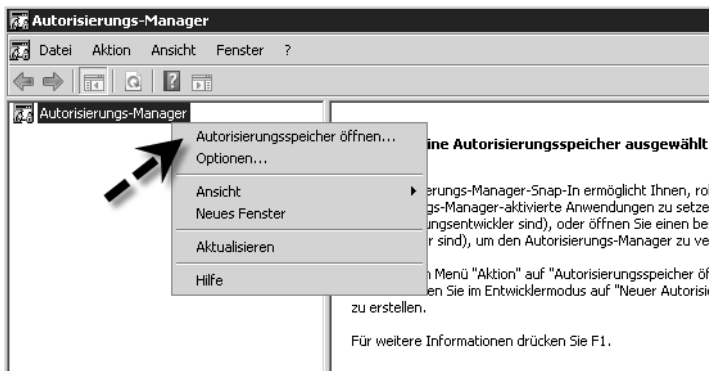 Autorisierungs-Manager
Datei Aktion Ansicht Fenster ?
Autorisierungs-Manager
Autorisierungsspeicher öffnen...
Optionen...
Ansicht
Neues Fenster
Aktualisieren
Hilfe
ine Autorisierungsspeicher ausgewählt
erungs-Manager-Snap-In ermöglicht Ihnen,
gs-Manager-aktivierte Anwendungen zu setze
ungsentwickler sind), oder öffnen Sie einen be
r sind), um den Autorisierungs-Manager zu ve
Menü "Aktion" auf "Autorisierungsspeicher öf
en Sie im Entwicklermodus auf "Neuer Autorisi
zu erstellen.
Für weitere Informationen drücken Sie F1.